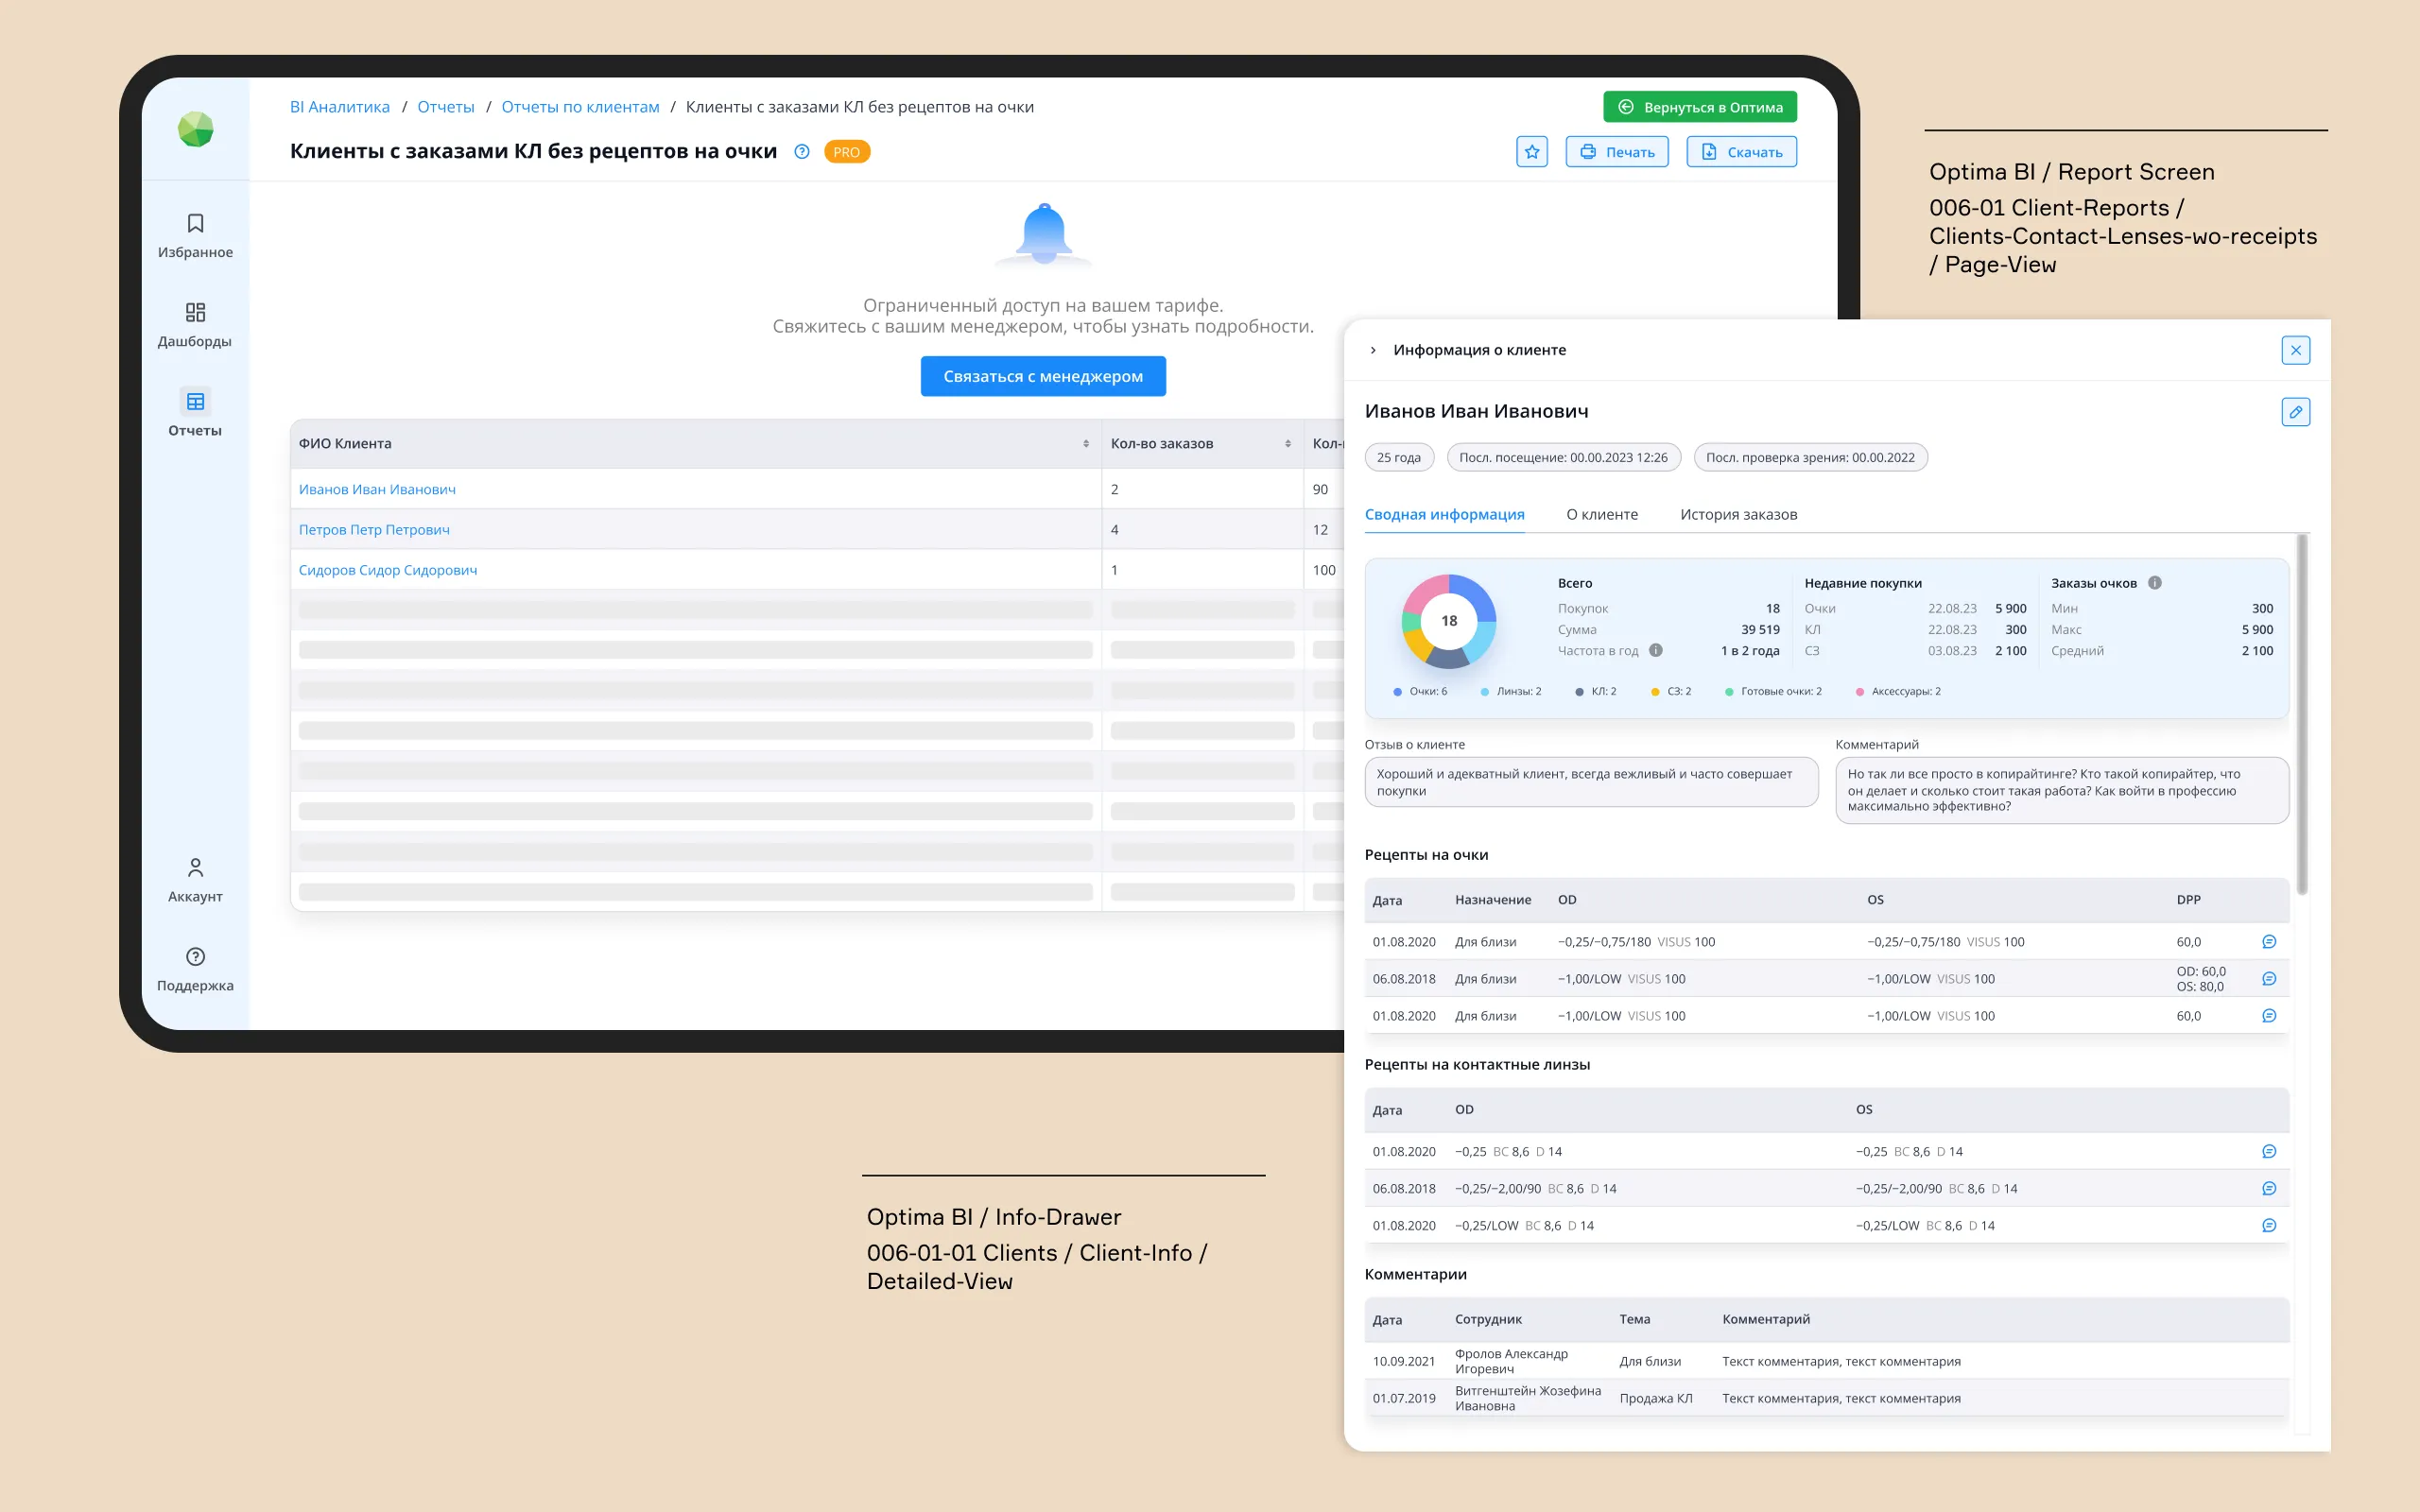 BI Аналитика / Отчеты / Отчеты по клиентам / Клиенты с заказами КЛ без рецептов на очки
Вернуться в Оптима
Клиенты с заказами КЛ без рецептов на очки ? PRO
Печать Скачать
Избранное
Дашборды
Отчеты
Аккаунт
Поддержка
Ограниченный доступ на вашем тарифе.
Свяжитесь с вашим менеджером, чтобы узнать подробности.
Связаться с менеджером
ФИО Клиента Кол-во заказов
Иванов Иван Иванович 2 90
Петров Петр Петрович 4 12
Сидоров Сидор Сидорович 1 100
Optima BI / Report Screen
006-01 Client-Reports /
Clients-Contact-Lenses-wo-receipts
/ Page-View
Информация о клиенте
Иванов Иван Иванович
25 года Посл. посещение: 00.00.2023 12:26 Посл. проверка зрения: 00.00.2022
Сводная информация О клиенте История заказов
18
Всего
Покупок 18
Сумма 39 519
Частота в год 1 в 2 года
Недавние покупки
Очки 22.08.23 5 900
КЛ 22.08.23 300
СЗ 03.08.23 2 100
Заказы очков
Мин 300
Макс 5 900
Средний 2 100
Очки: 6 Линзы: 2 КЛ: 2 СЗ: 2 Готовые очки: 2 Аксессуары: 2
Отзыв о клиенте
Хороший и адекватный клиент, всегда вежливый и часто совершает
покупки
Комментарий
Но так ли все просто в копирайтинге? Кто такой копирайтер, что
он делает и сколько стоит такая работа? Как войти в профессию
максимально эффективно?
Рецепты на очки
Дата Назначение OD OS DPP
01.08.2020 Для близи −0,25/−0,75/180 VISUS 100 −0,25/−0,75/180 VISUS 100 60,0
06.08.2018 Для близи −1,00/LOW VISUS 100 −1,00/LOW VISUS 100 OD: 60,0
OS: 80,0
01.08.2020 Для близи −1,00/LOW VISUS 100 −1,00/LOW VISUS 100 60,0
Рецепты на контактные линзы
Дата OD OS
01.08.2020 −0,25 BC 8,6 D 14 −0,25 BC 8,6 D 14
06.08.2018 −0,25/−2,00/90 BC 8,6 D 14 −0,25/−2,00/90 BC 8,6 D 14
01.08.2020 −0,25/LOW BC 8,6 D 14 −0,25/LOW BC 8,6 D 14
Комментарии
Дата Сотрудник Тема Комментарий
10.09.2021 Фролов Александр
Игоревич Для близи Текст комментария, текст комментария
01.07.2019 Витгенштейн Жозефина
Ивановна Продажа КЛ Текст комментария, текст комментария
Optima BI / Info-Drawer
006-01-01 Clients / Client-Info /
Detailed-View